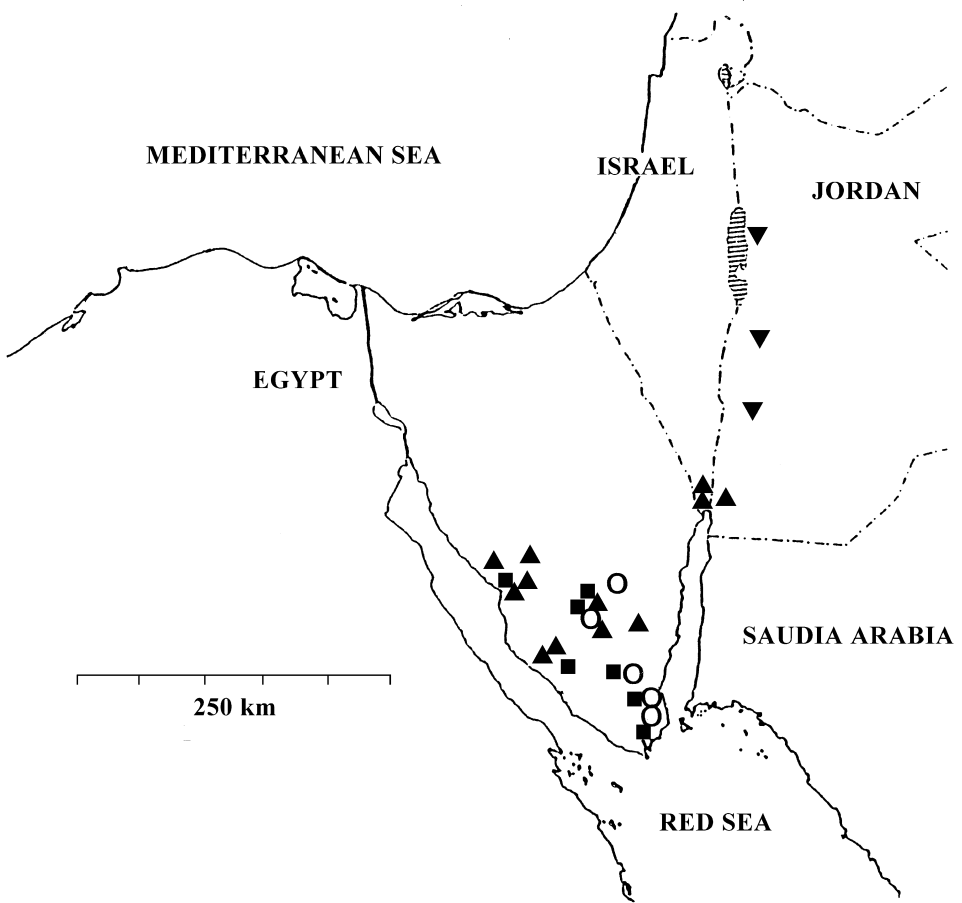 MEDITERRANEAN SEA
ISRAEL
JORDAN
EGYPT
SAUDIA ARABIA
250 km
RED SEA